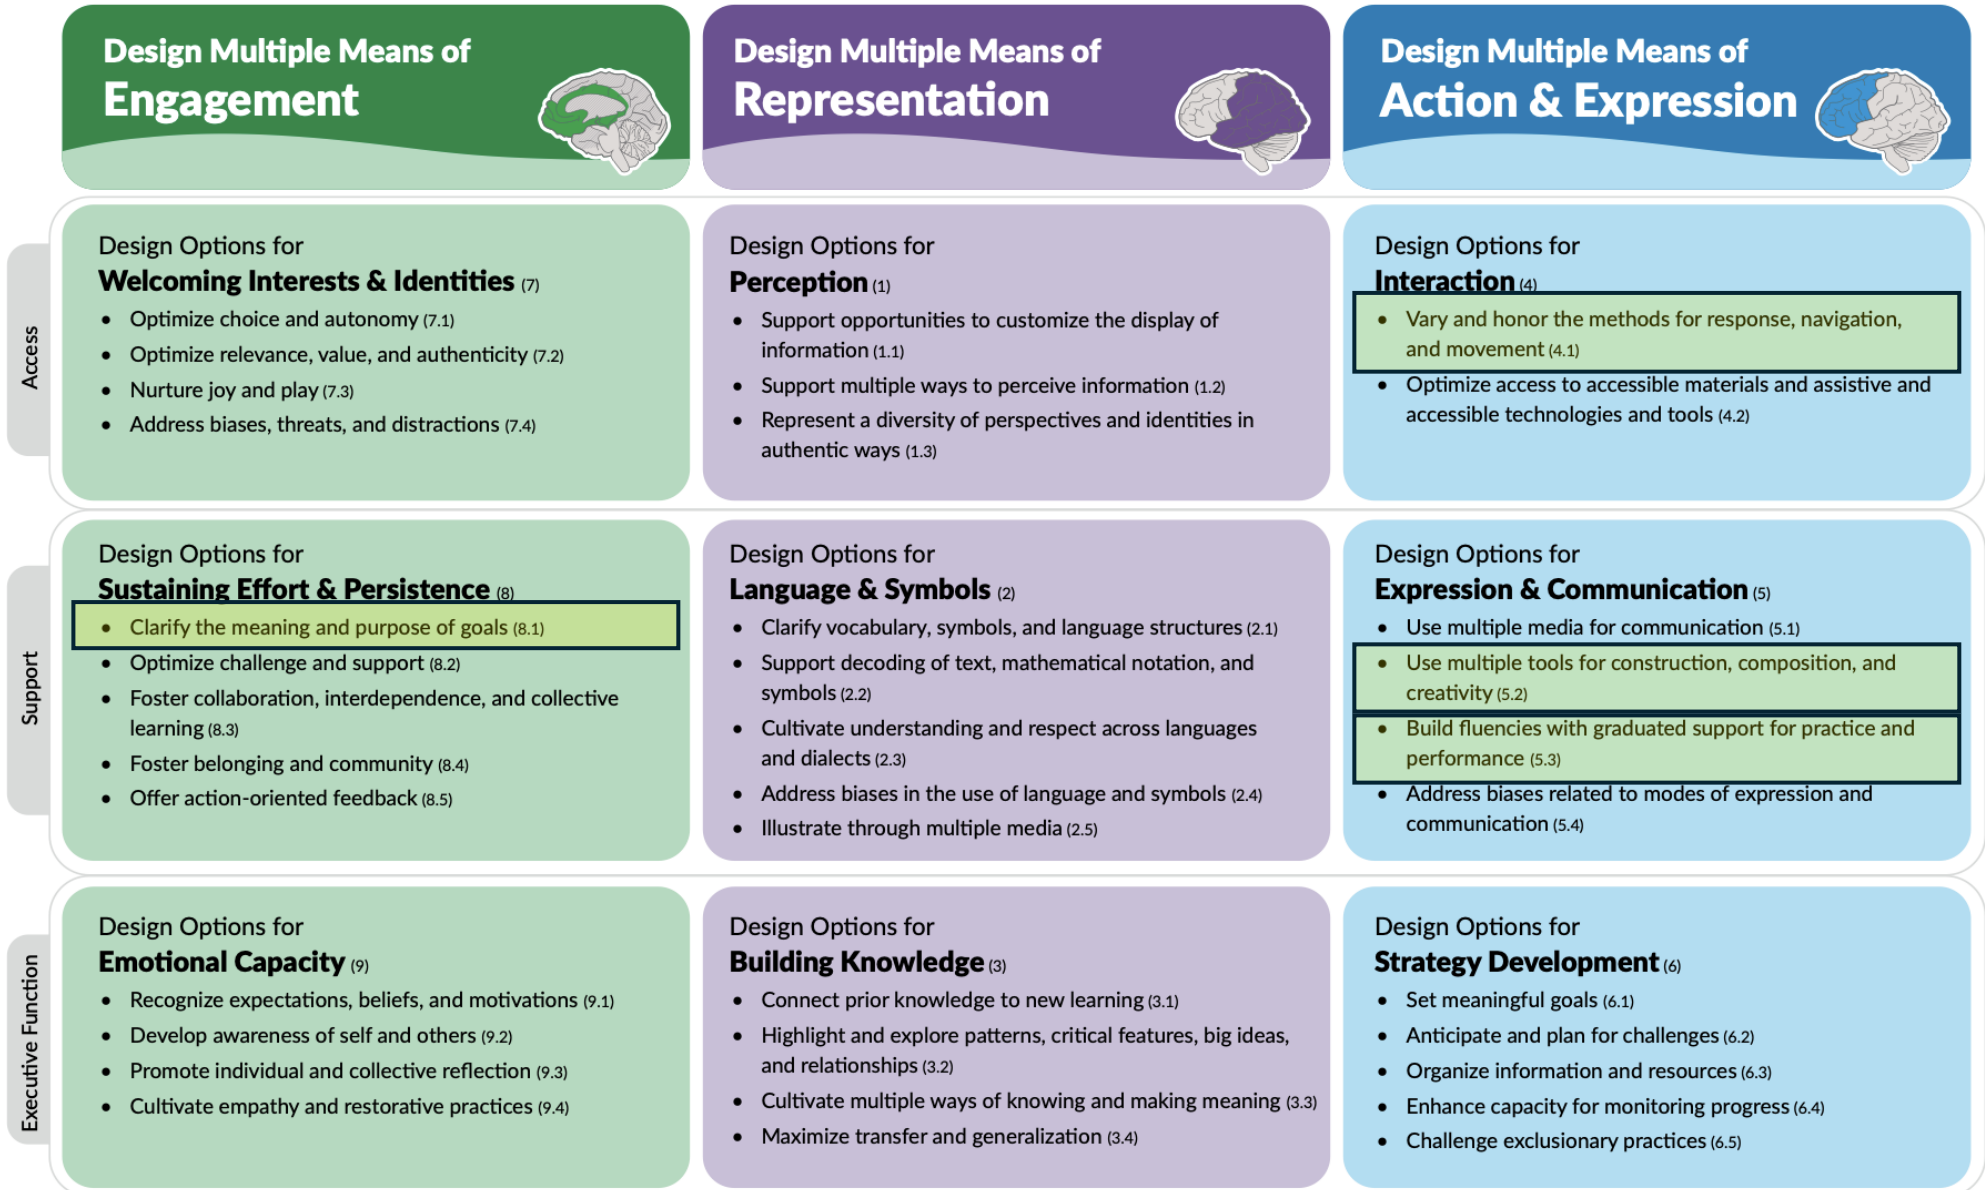 Design Multiple Means of
Engagement
Design Multiple Means of
Representation
Design Multiple Means of
Action & Expression
Access
Design Options for
Welcoming Interests & Identities (7)
• Optimize choice and autonomy (7.1)
• Optimize relevance, value, and authenticity (7.2)
• Nurture joy and play (7.3)
• Address biases, threats, and distractions (7.4)
Design Options for
Perception (1)
• Support opportunities to customize the display of
information (1.1)
• Support multiple ways to perceive information (1.2)
• Represent a diversity of perspectives and identities in
authentic ways (1.3)
Design Options for
Interaction (4)
• Vary and honor the methods for response, navigation,
and movement (4.1)
• Optimize access to accessible materials and assistive and
accessible technologies and tools (4.2)
Support
Design Options for
Sustaining Effort & Persistence (8)
• Clarify the meaning and purpose of goals (8.1)
• Optimize challenge and support (8.2)
• Foster collaboration, interdependence, and collective
learning (8.3)
• Foster belonging and community (8.4)
• Offer action-oriented feedback (8.5)
Design Options for
Language & Symbols (2)
• Clarify vocabulary, symbols, and language structures (2.1)
• Support decoding of text, mathematical notation, and
symbols (2.2)
• Cultivate understanding and respect across languages
and dialects (2.3)
• Address biases in the use of language and symbols (2.4)
• Illustrate through multiple media (2.5)
Design Options for
Expression & Communication (5)
• Use multiple media for communication (5.1)
• Use multiple tools for construction, composition, and
creativity (5.2)
• Build fluencies with graduated support for practice and
performance (5.3)
• Address biases related to modes of expression and
communication (5.4)
Executive Function
Design Options for
Emotional Capacity (9)
• Recognize expectations, beliefs, and motivations (9.1)
• Develop awareness of self and others (9.2)
• Promote individual and collective reflection (9.3)
• Cultivate empathy and restorative practices (9.4)
Design Options for
Building Knowledge (3)
• Connect prior knowledge to new learning (3.1)
• Highlight and explore patterns, critical features, big ideas,
and relationships (3.2)
• Cultivate multiple ways of knowing and making meaning (3.3)
• Maximize transfer and generalization (3.4)
Design Options for
Strategy Development (6)
• Set meaningful goals (6.1)
• Anticipate and plan for challenges (6.2)
• Organize information and resources (6.3)
• Enhance capacity for monitoring progress (6.4)
• Challenge exclusionary practices (6.5)